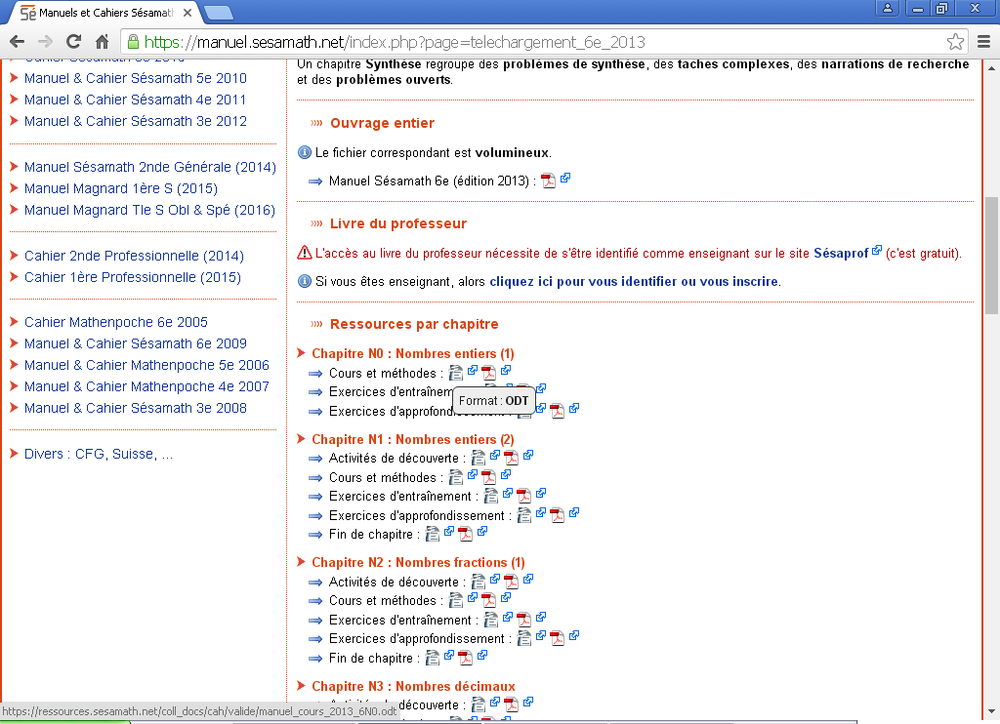 Manuels et Cahiers Sésamath
https://manuel.sesamath.net/index.php?page=telechargement_6e_2013
Manuel & Cahier Sésamath 5e 2010
Manuel & Cahier Sésamath 4e 2011
Manuel & Cahier Sésamath 3e 2012
Manuel Sésamath 2nde Générale (2014)
Manuel Magnard 1ère S (2015)
Manuel Magnard Tle S Obl & Spé (2016)
Cahier 2nde Professionnelle (2014)
Cahier 1ère Professionnelle (2015)
Cahier Mathenpoche 6e 2005
Manuel & Cahier Sésamath 6e 2009
Manuel & Cahier Mathenpoche 5e 2006
Manuel & Cahier Mathenpoche 4e 2007
Manuel & Cahier Sésamath 3e 2008
Divers : CFG, Suisse, ...
Un chapitre Synthèse regroupe des problèmes de synthèse, des taches complexes, des narrations de recherche
et des problèmes ouverts.
Ouvrage entier
Le fichier correspondant est volumineux.
Manuel Sésamath 6e (édition 2013) :
Livre du professeur
L'accès au livre du professeur nécessite de s'être identifié comme enseignant sur le site Sésaprof (c'est gratuit).
Si vous êtes enseignant, alors cliquez ici pour vous identifier ou vous inscrire.
Ressources par chapitre
Chapitre N0 : Nombres entiers (1)
Cours et méthodes :
Exercices d'entraînem
Format : ODT
Exercices d'approfondissement :
Chapitre N1 : Nombres entiers (2)
Activités de découverte :
Cours et méthodes :
Exercices d'entraînement :
Exercices d'approfondissement :
Fin de chapitre :
Chapitre N2 : Nombres fractions (1)
Activités de découverte :
Cours et méthodes :
Exercices d'entraînement :
Exercices d'approfondissement :
Fin de chapitre :
Chapitre N3 : Nombres décimaux
Activités de découverte :
https://ressources.sesamath.net/coll_docs/cah/valide/manuel_cours_2013_6N0.odt